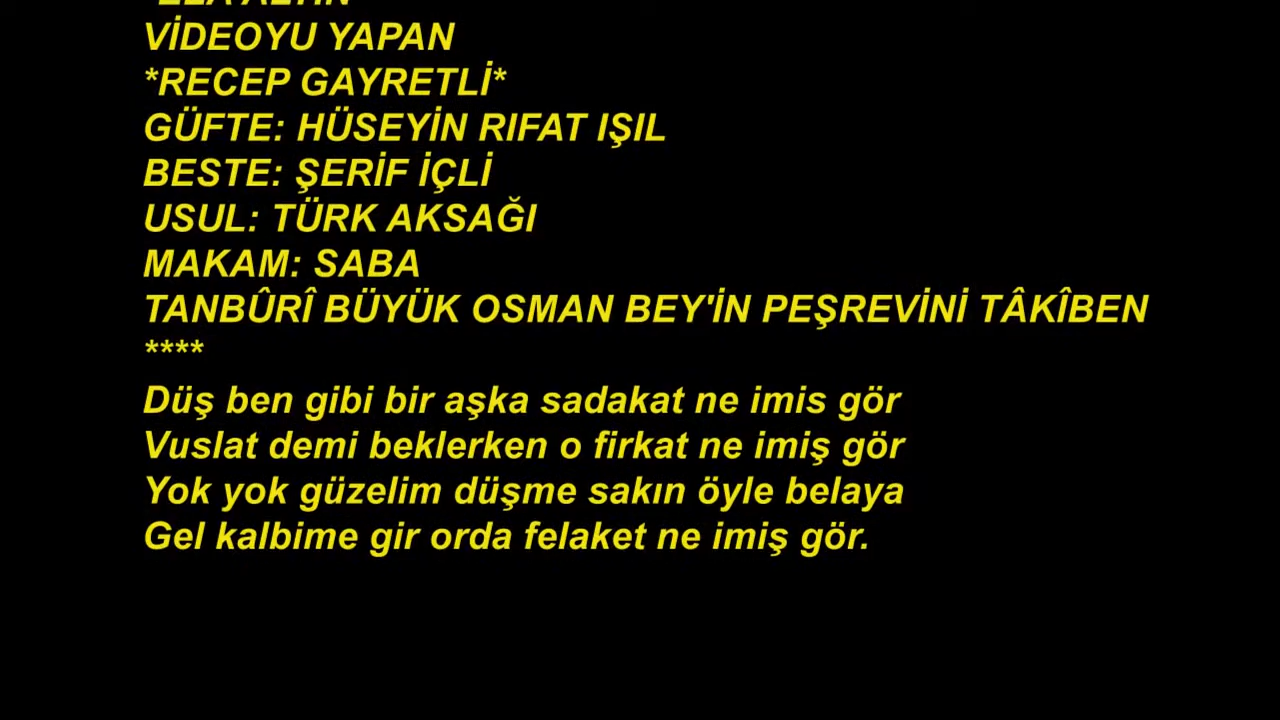 VİDEOYU YAPAN
*RECEP GAYRETLİ*
GÜFTE: HÜSEYİN RIFAT IŞIL
BESTE: ŞERİF İÇLİ
USUL: TÜRK AKSAĞI
MAKAM: SABA
TANBÛRÎ BÜYÜK OSMAN BEY'İN PEŞREVİNİ TÂKÎBEN
****
Düş ben gibi bir aşka sadakat ne imis gör
Vuslat demi beklerken o firkat ne imiş gör
Yok yok güzelim düşme sakın öyle belaya
Gel kalbime gir orda felaket ne imiş gör.